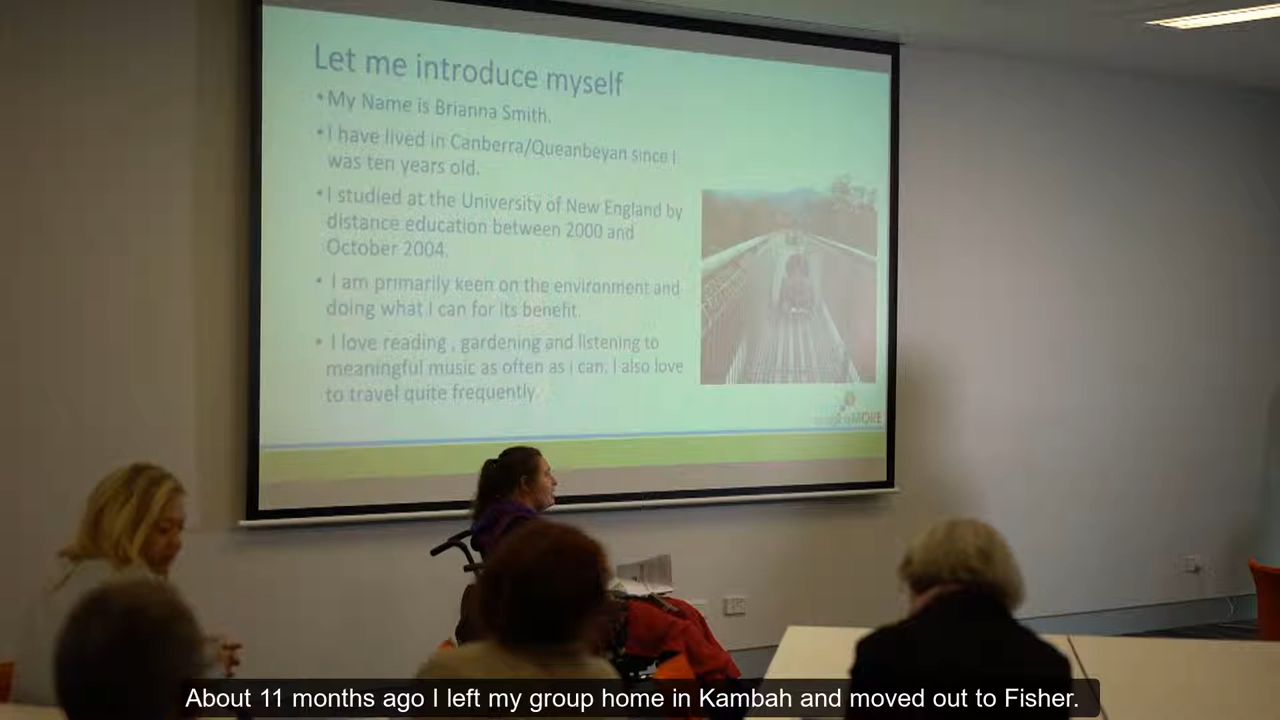 Let me introduce myself
•My Name is Brianna Smith.
•I have lived in Canberra/Queanbeyan since I
was ten years old.
•I studied at the University of New England by
distance education between 2000 and
October 2004.
• I am primarily keen on the environment and
doing what I can for its benefit.
• I love reading , gardening and listening to
meaningful music as often as i can. I also love
to travel quite frequently.
MORE
About 11 months ago I left my group home in Kambah and moved out to Fisher.